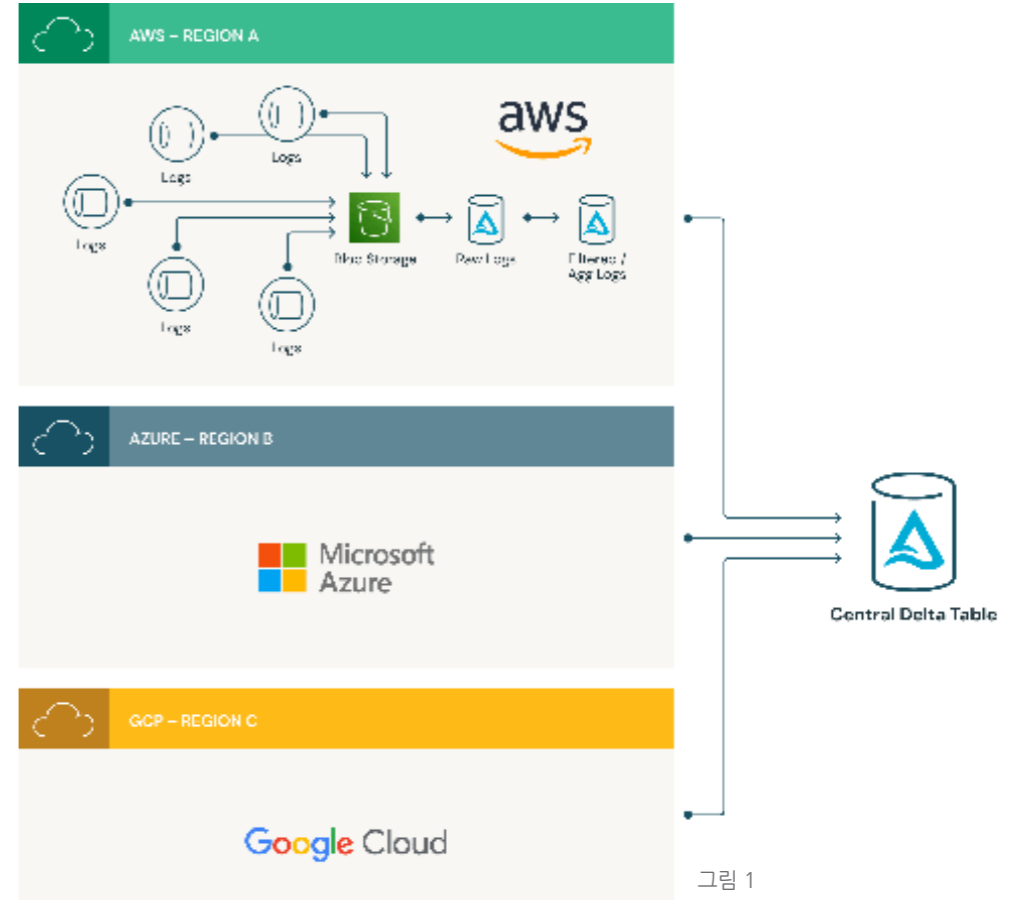 AWS – REGION A
aws
Logs
Logs
Logs
Logs
Logs
Blob Storage
Raw Logs
Filtered /
Agg Logs
AZURE – REGION B
Microsoft
Azure
Central Delta Table
GCP – REGION C
Google Cloud
그림 1